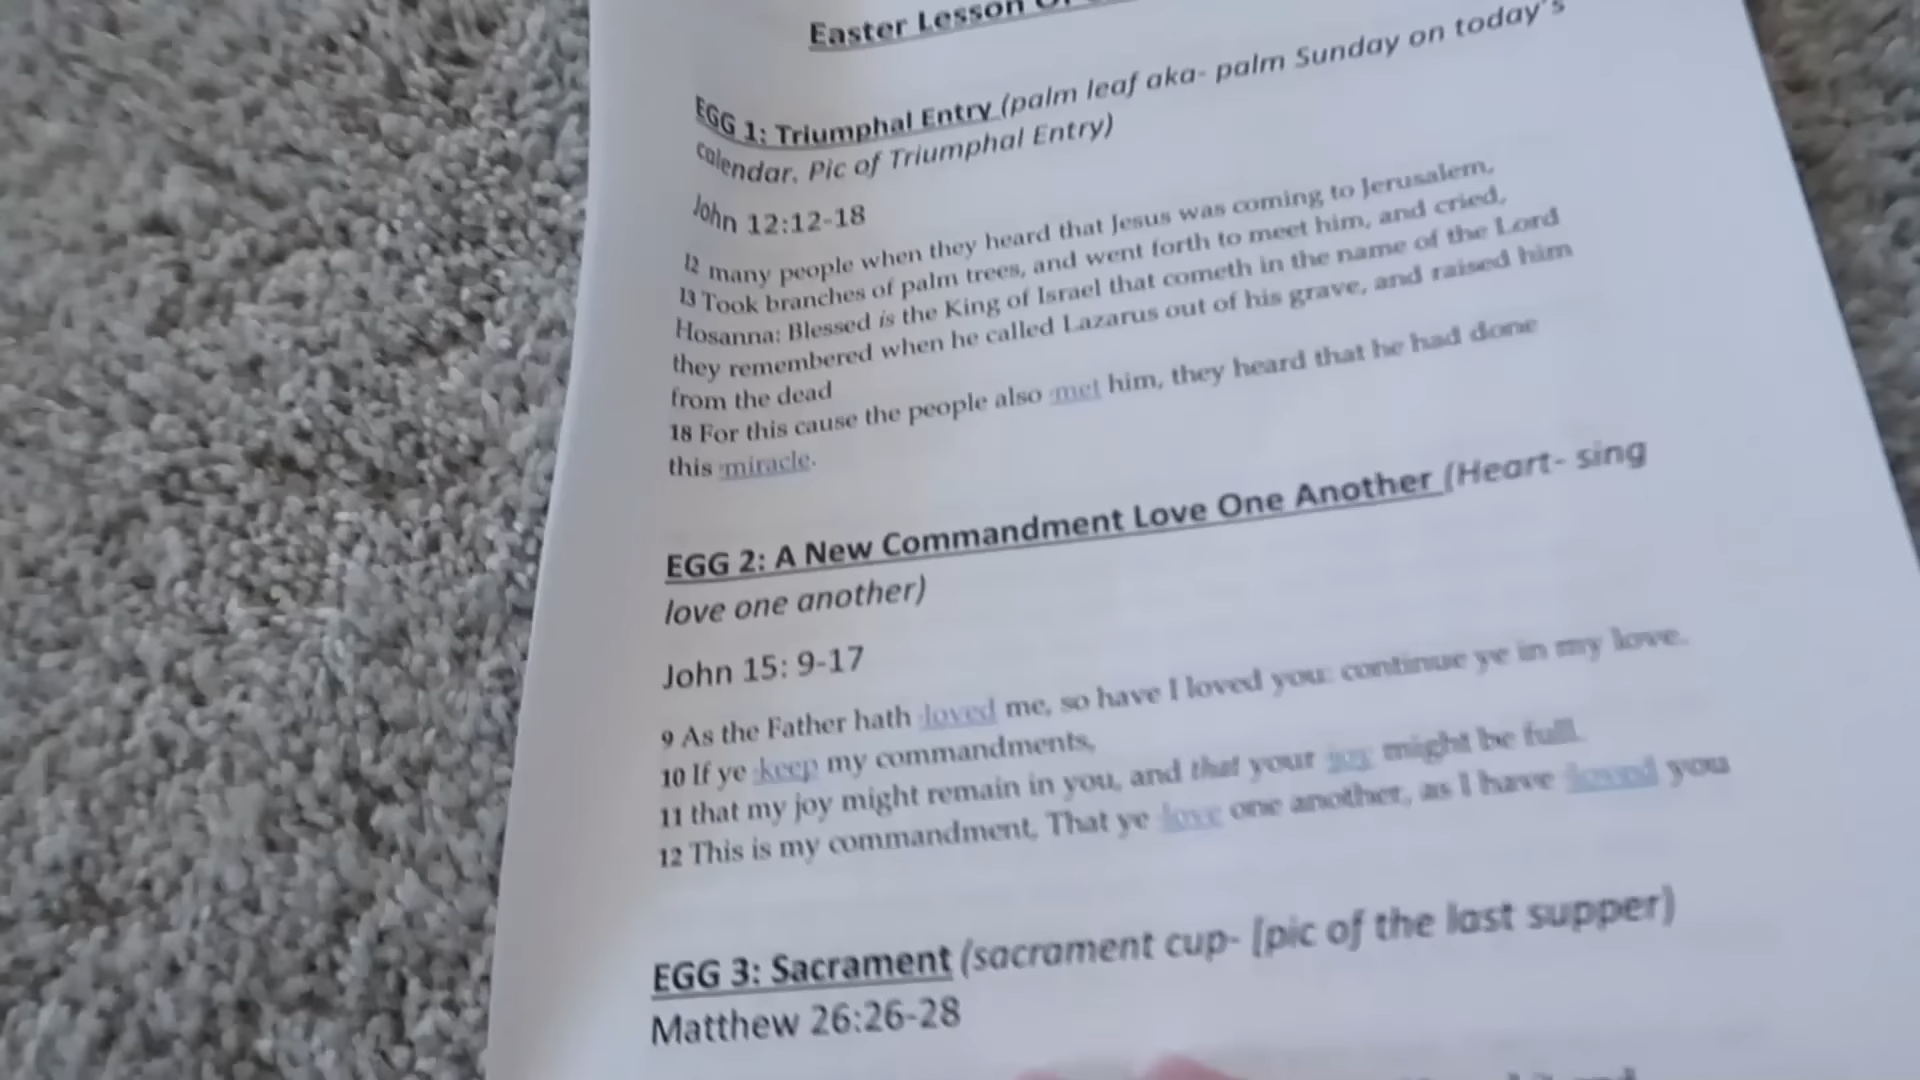 Easter Lesson
EGG 1: Triumphal Entry (palm leaf aka- palm Sunday on today's
calendar. Pic of Triumphal Entry)
John 12:12-18
12 many people when they heard that Jesus was coming to Jerusalem,
13 Took branches of palm trees, and went forth to meet him, and cried,
Hosanna: Blessed is the King of Israel that cometh in the name of the Lord
they remembered when he called Lazarus out of his grave, and raised him
from the dead
18 For this cause the people also met him, they heard that he had done
this miracle.
EGG 2: A New Commandment Love One Another (Heart- sing
love one another)
John 15: 9-17
9 As the Father hath loved me, so have I loved you: continue ye in my love.
10 If ye keep my commandments,
11 that my joy might remain in you, and that your joy might be full.
12 This is my commandment, That ye love one another, as I have loved you
EGG 3: Sacrament (sacrament cup- [pic of the last supper)
Matthew 26:26-28